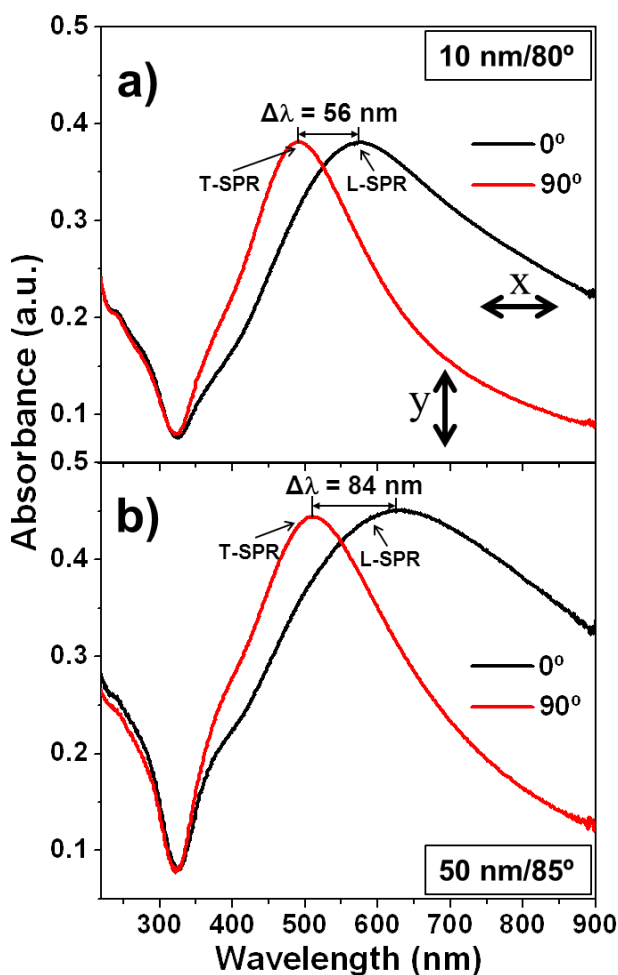 0.5
10 nm/80º
a)
Δλ = 56 nm
0.4
0º
T-SPR
L-SPR
90º
0.3
x
0.2
y
0.1
Absorbance (a.u.)
0.5
Δλ = 84 nm
b)
T-SPR
L-SPR
0.4
0.3
0º
90º
0.2
0.1
50 nm/85º
300 400 500 600 700 800 900
Wavelength (nm)